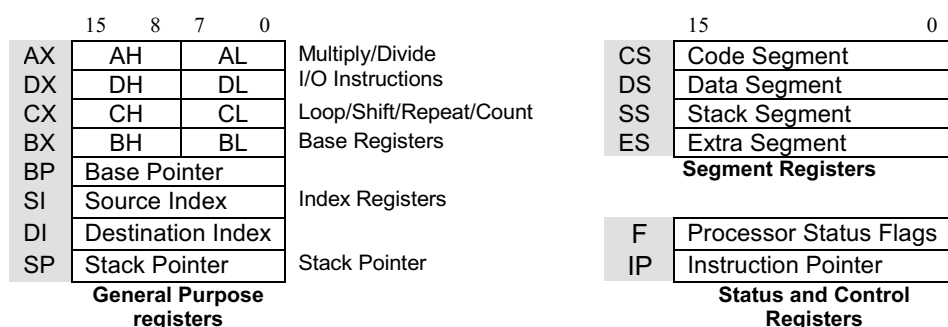 15 8 7 0
AX AH AL Multiply/Divide
DX DH DL I/O Instructions
CX CH CL Loop/Shift/Repeat/Count
BX BH BL Base Registers
BP Base Pointer
SI Source Index Index Registers
DI Destination Index
SP Stack Pointer Stack Pointer
General Purpose
registers
15 0
CS Code Segment
DS Data Segment
SS Stack Segment
ES Extra Segment
Segment Registers
F Processor Status Flags
IP Instruction Pointer
Status and Control
Registers